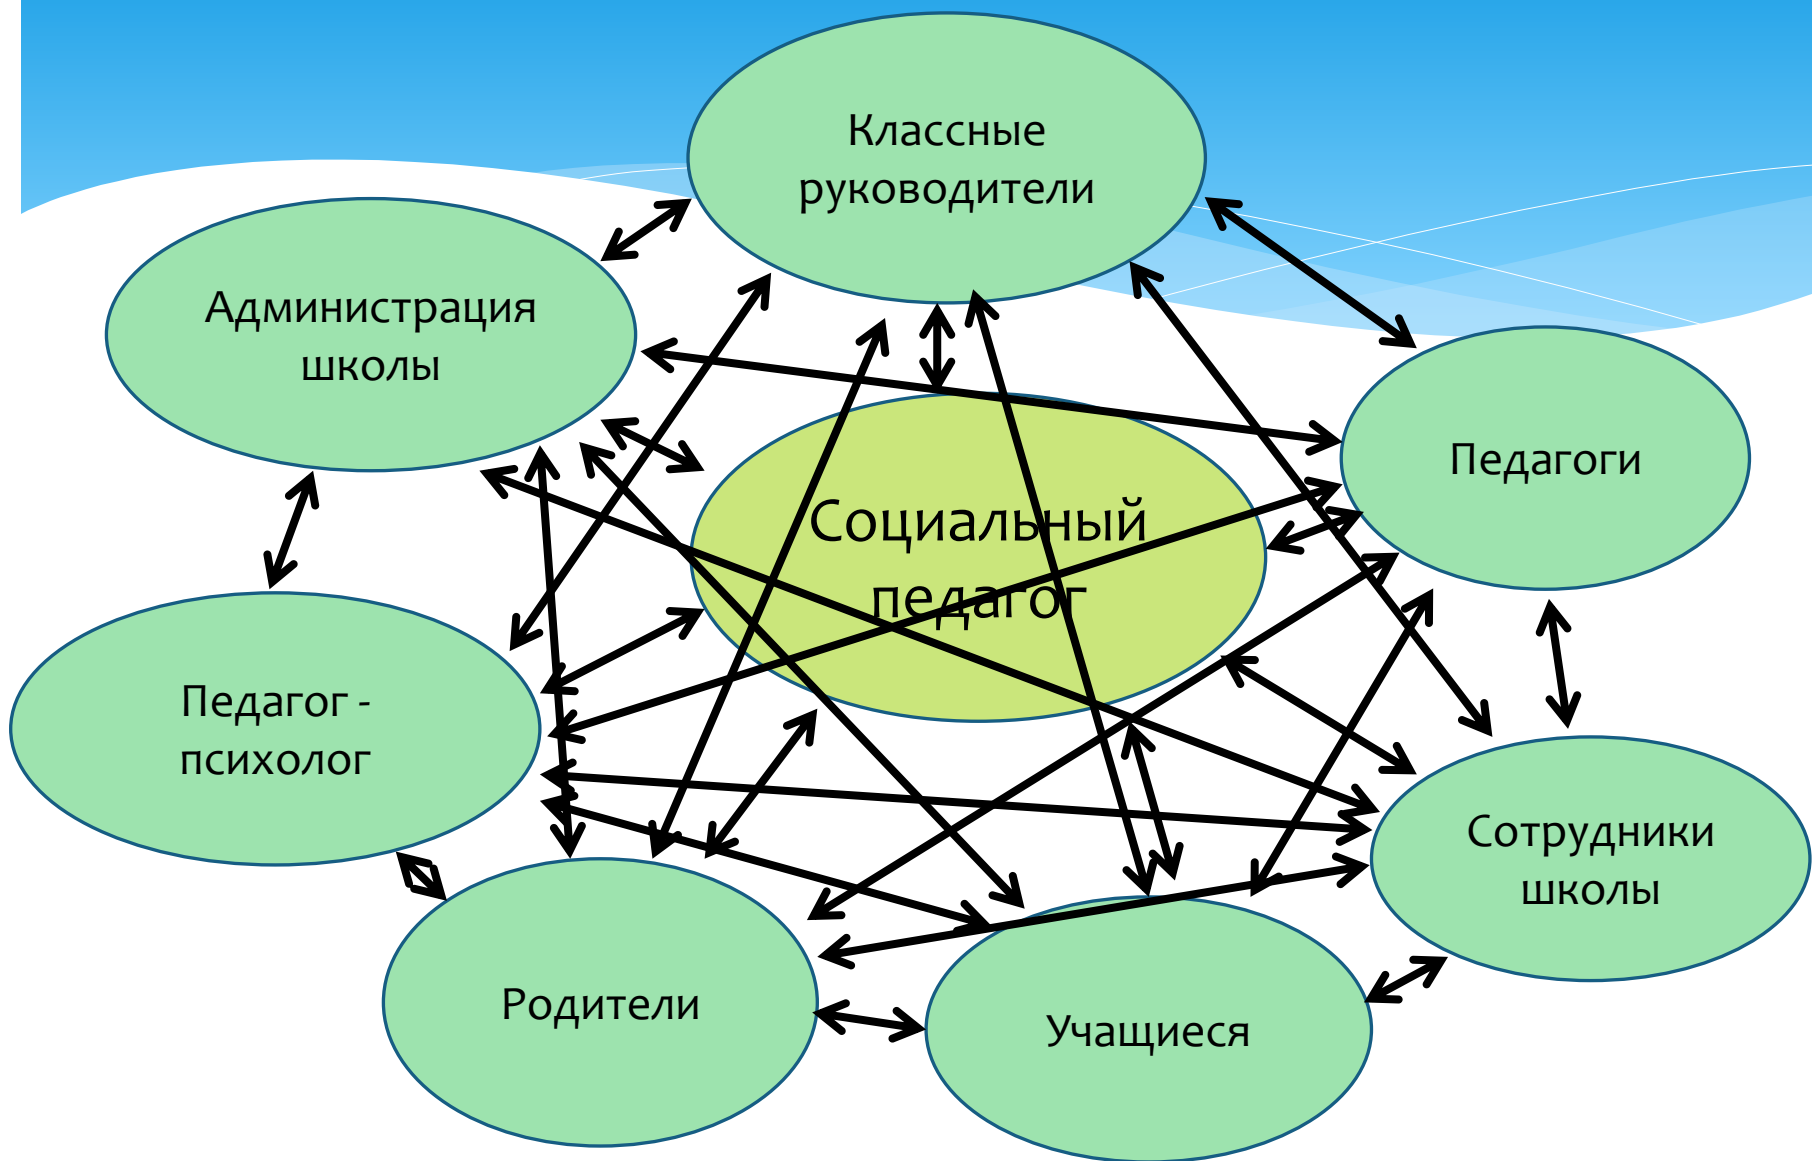 Классные
руководители
Администрация
школы
Педагоги
Социальный
педагог
Педагог -
психолог
Сотрудники
школы
Родители
Учащиеся